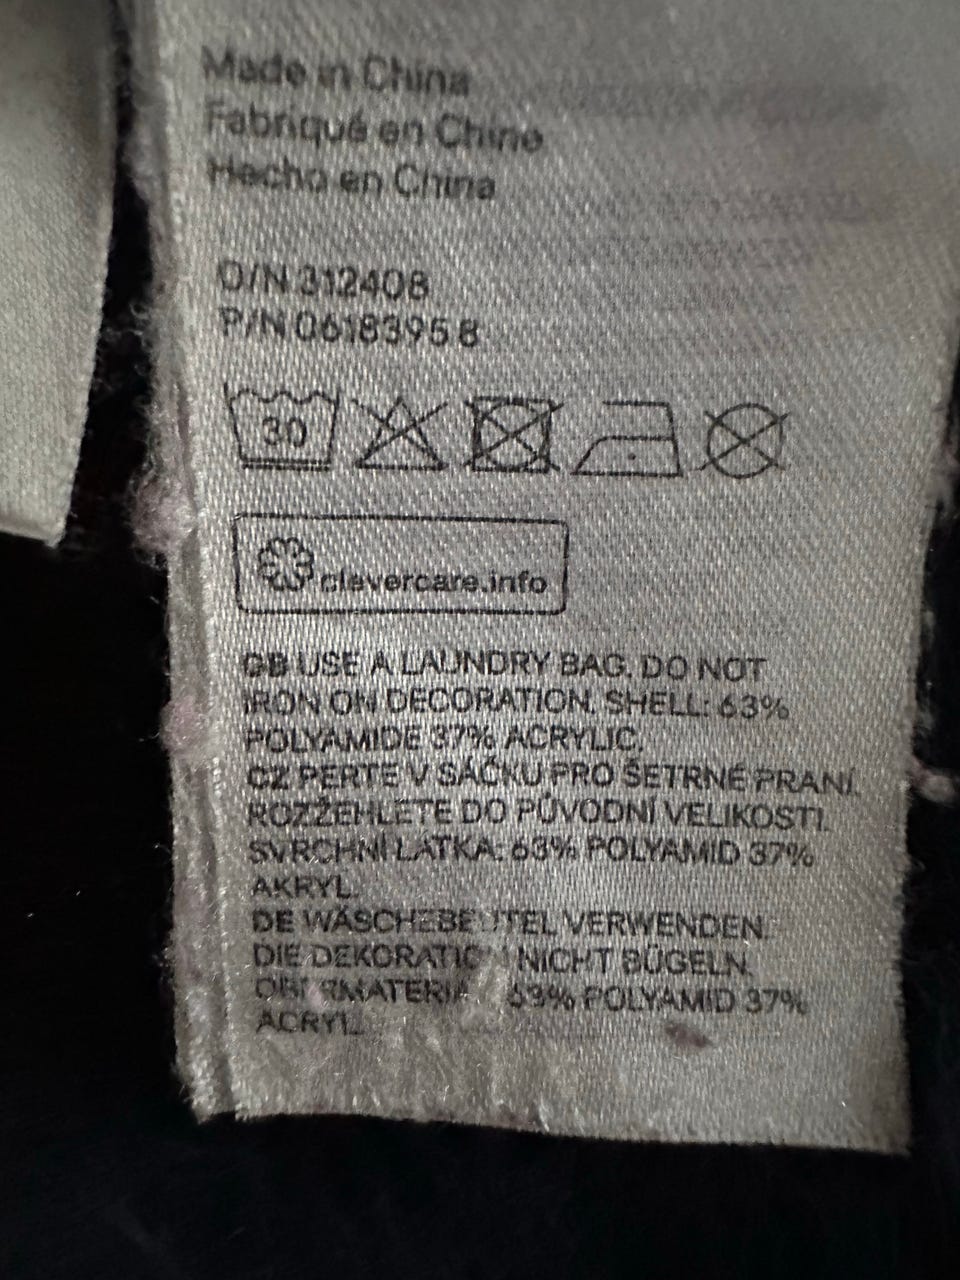 Made in China
Fabriqué en Chine
Hecho en China
O/N 312408
P/N 06183958
30
clevercare.info
GB USE A LAUNDRY BAG. DO NOT
IRON ON DECORATION. SHELL: 63%
POLYAMIDE 37% ACRYLIC.
CZ PERTE V SÁČKU PRO ŠETRNÉ PRANÍ.
ROZŽEHLETE DO PŮVODNÍ VELIKOSTI.
SVRCHNÍ LÁTKA: 63% POLYAMID 37%
AKRYL.
DE WÄSCHEBEUTEL VERWENDEN.
DIE DEKORATION NICHT BÜGELN.
OBERMATERIAL: 63% POLYAMID 37%
ACRYL.